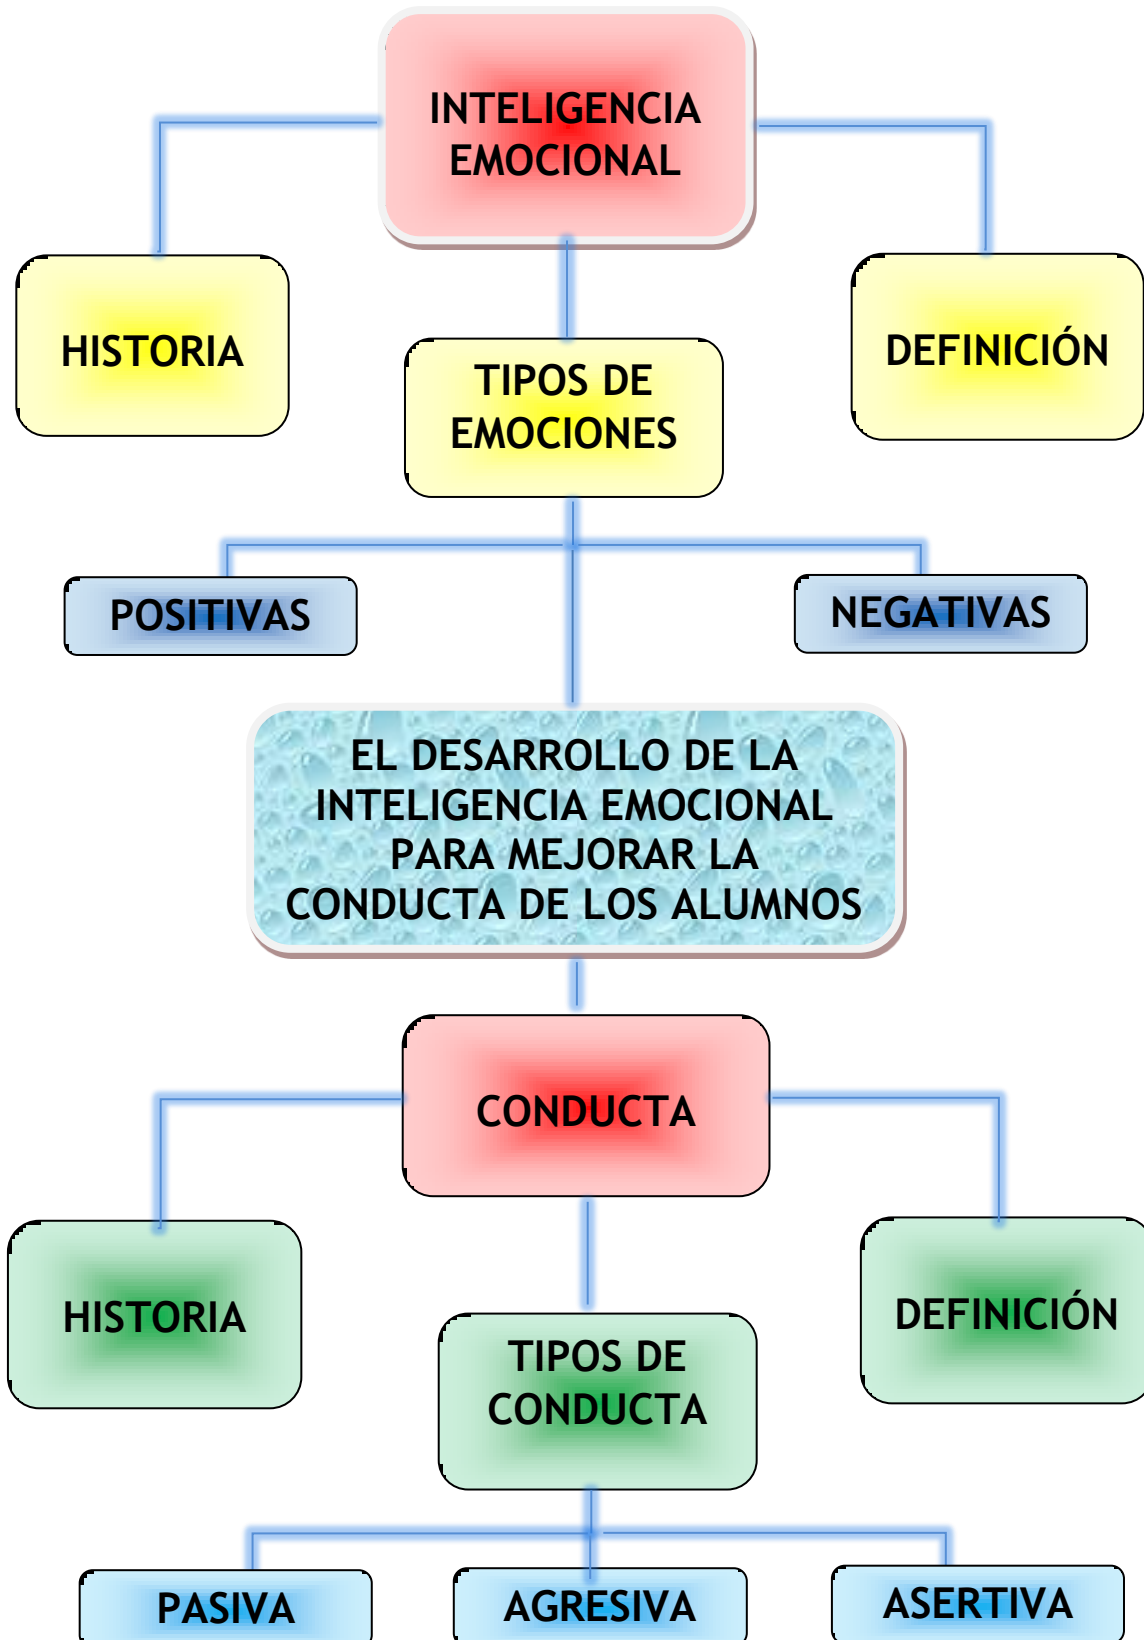 INTELIGENCIA
EMOCIONAL
HISTORIA
TIPOS DE
EMOCIONES
DEFINICIÓN
POSITIVAS
NEGATIVAS
EL DESARROLLO DE LA
INTELIGENCIA EMOCIONAL
PARA MEJORAR LA
CONDUCTA DE LOS ALUMNOS
CONDUCTA
HISTORIA
TIPOS DE
CONDUCTA
DEFINICIÓN
PASIVA
AGRESIVA
ASERTIVA